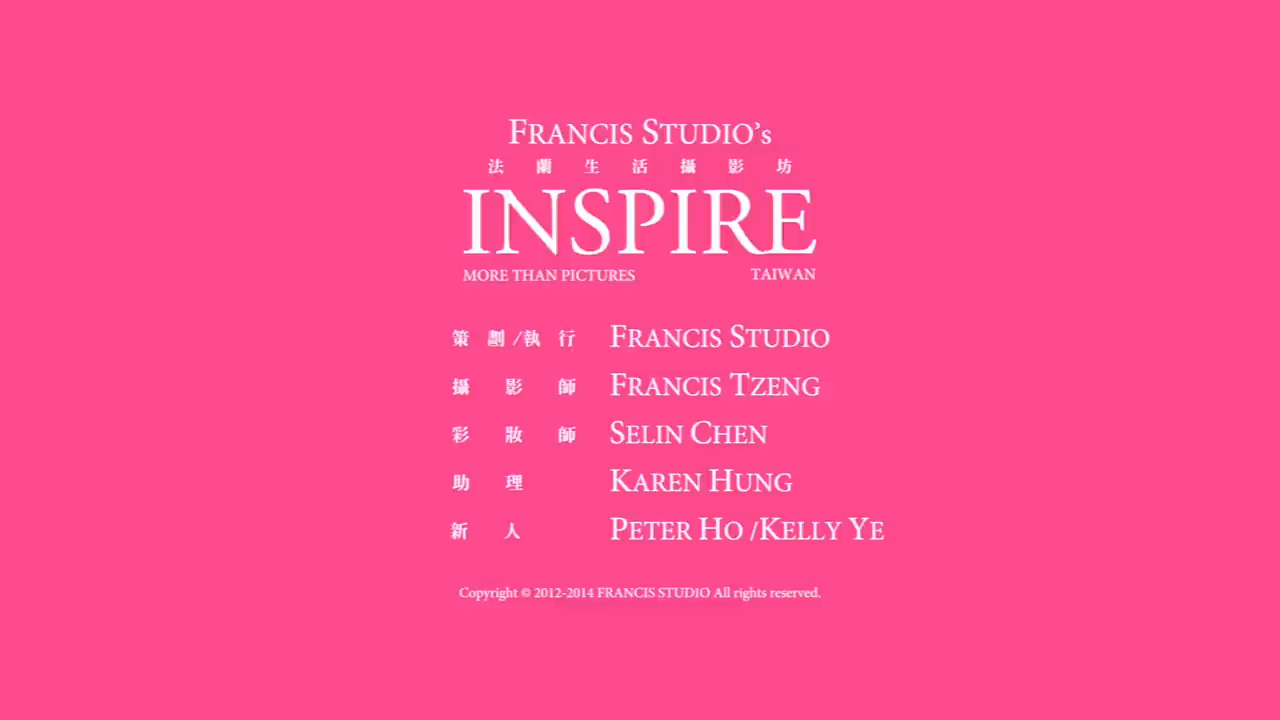 FRANCIS STUDIO's
法蘭生活攝影坊
INSPIRE
MORE THAN PICTURES TAIWAN
策劃/執行 FRANCIS STUDIO
攝影師 FRANCIS TZENG
彩妝師 SELIN CHEN
助理 KAREN HUNG
新人 PETER HO /KELLY YE
Copyright © 2012-2014 FRANCIS STUDIO All rights reserved.